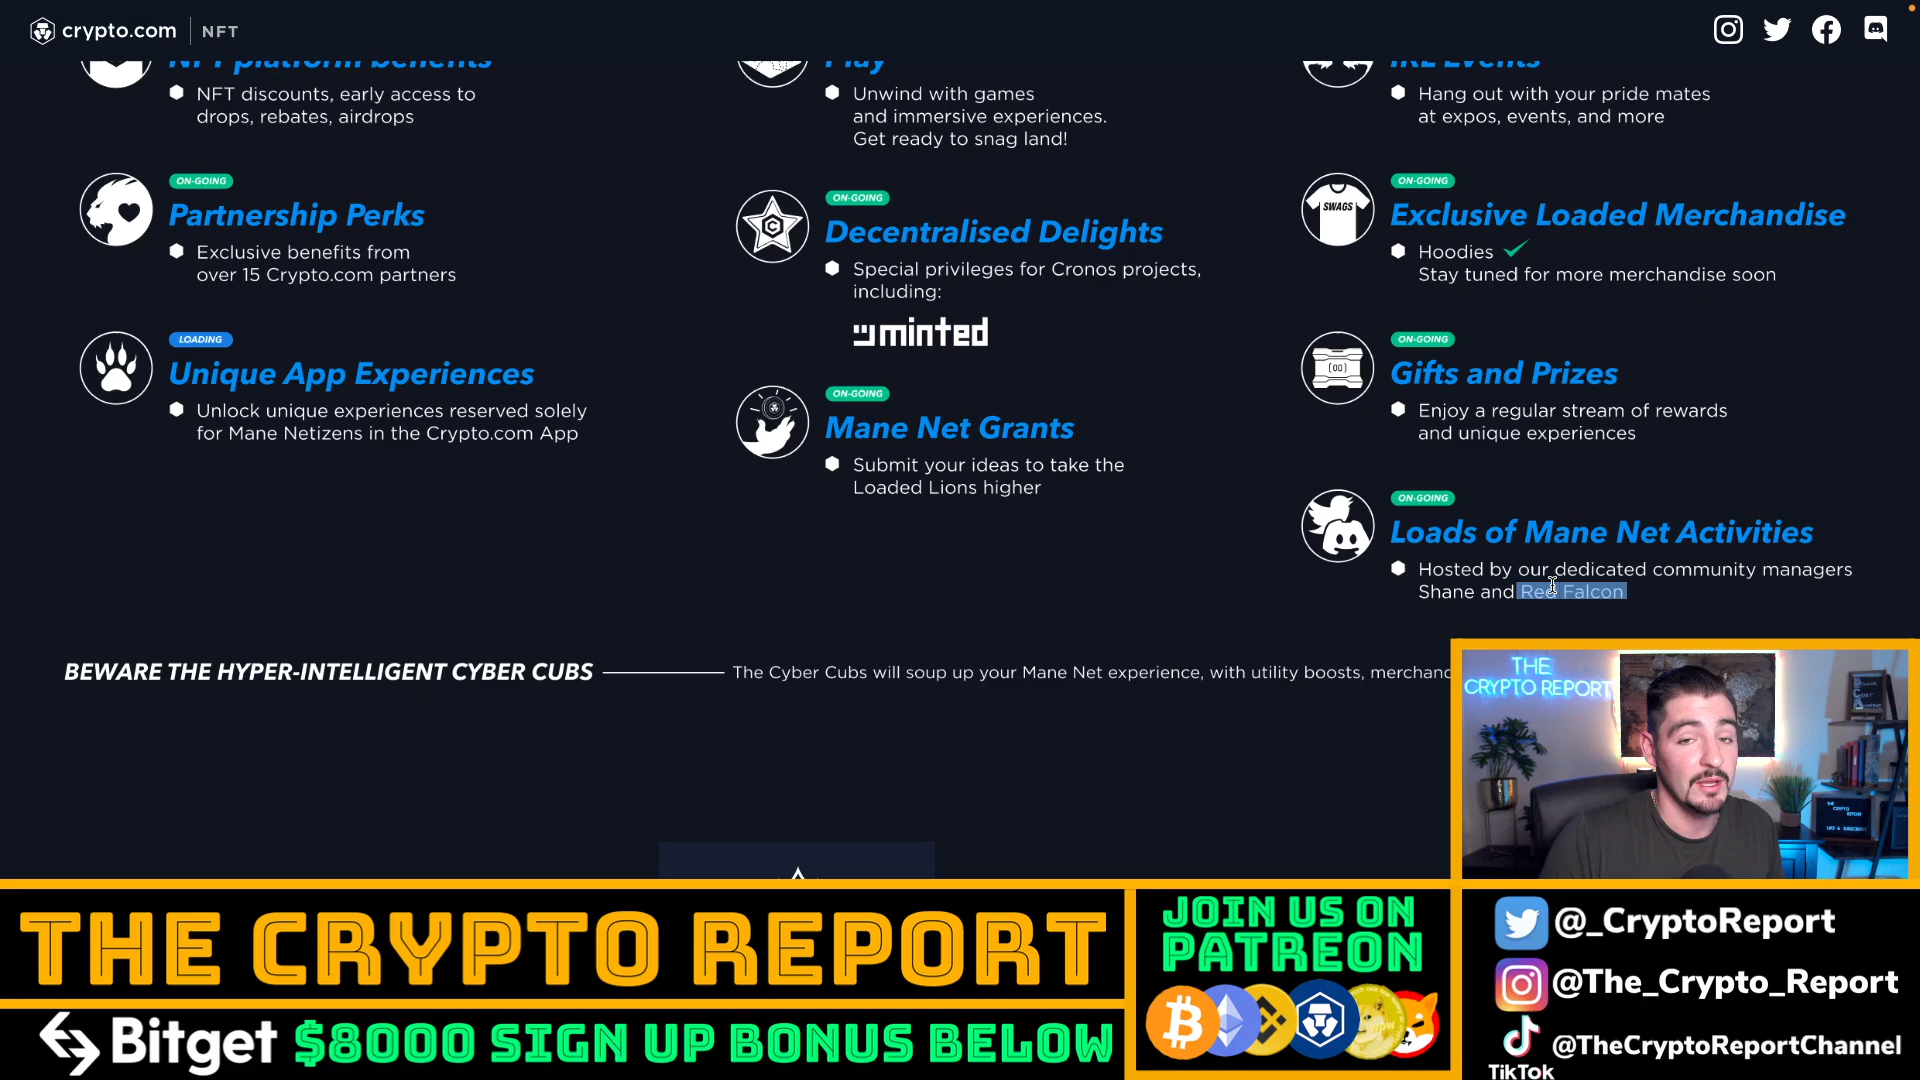 crypto.com | NFT
NFT platform benefits
NFT discounts, early access to
drops, rebates, airdrops
ON-GOING
Partnership Perks
Exclusive benefits from
over 15 Crypto.com partners
LOADING
Unique App Experiences
Unlock unique experiences reserved solely
for Mane Netizens in the Crypto.com App
Play
Unwind with games
and immersive experiences.
Get ready to snag land!
ON-GOING
Decentralised Delights
Special privileges for Cronos projects,
including:
minted
ON-GOING
Mane Net Grants
Submit your ideas to take the
Loaded Lions higher
IRL Events
Hang out with your pride mates
at expos, events, and more
SWAGS
ON-GOING
Exclusive Loaded Merchandise
Hoodies
Stay tuned for more merchandise soon
ON-GOING
Gifts and Prizes
Enjoy a regular stream of rewards
and unique experiences
ON-GOING
Loads of Mane Net Activities
Hosted by our dedicated community managers
Shane and Red Falcon
BEWARE THE HYPER-INTELLIGENT CYBER CUBS
The Cyber Cubs will soup up your Mane Net experience, with utility boosts, merchand
THE
CRYPTO REPORT
THE CRYPTO REPORT
Bitget $8000 SIGN UP BONUS BELOW
JOIN US ON
PATREON
@_CryptoReport
@The_Crypto_Report
@TheCryptoReportChannel
TikTok